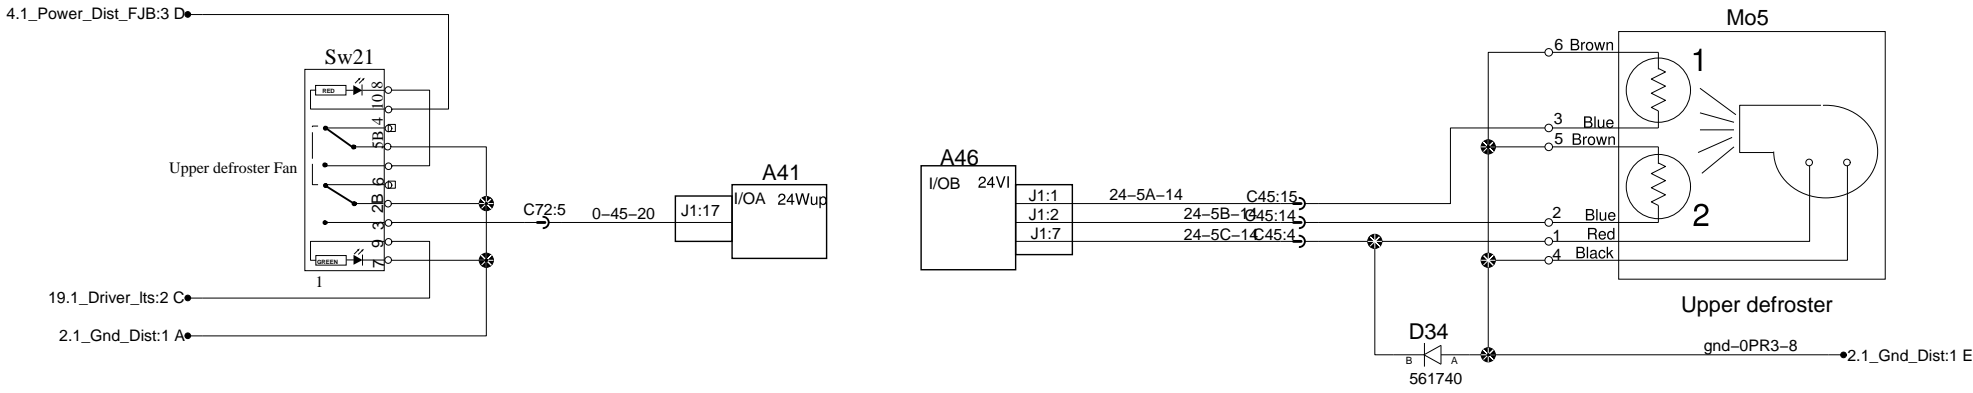 4.1_Power_Dist_FJB:3 D
Sw21
RED
8
10
4
5B
Upper defroster Fan
6
2B
3
9
7
GREEN
1
19.1_Driver_lts:2 C
2.1_Gnd_Dist:1 A
C72:5
0-45-20
J1:17
A41
I/OA 24Wup
A46
I/OB 24VI
J1:1
J1:2
J1:7
24-5A-14
24-5B-14
24-5C-14
C45:15
C45:14
C45:4
Mo5
6 Brown
1
3 Blue
5 Brown
2 Blue
2
1 Red
4 Black
Upper defroster
D34
B A
561740
gnd-0PR3-8
2.1_Gnd_Dist:1 E